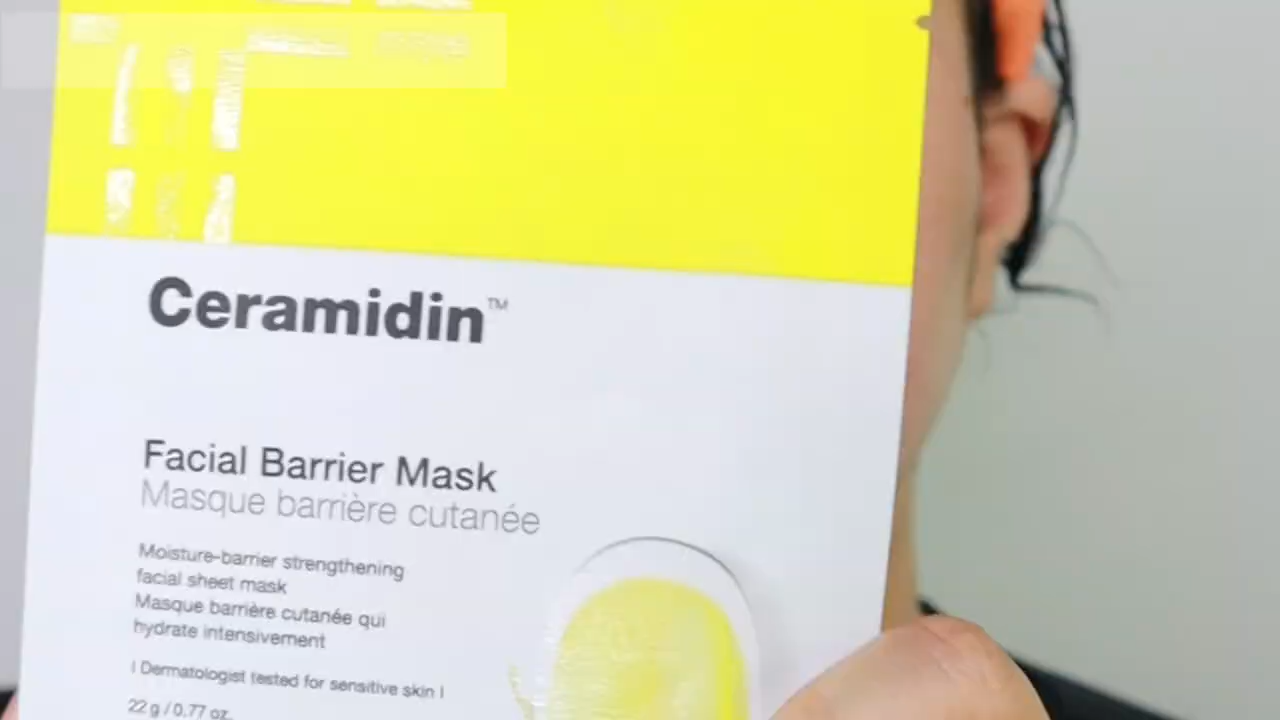 Ceramidin™
Facial Barrier Mask
Masque barrière cutanée
Moisture-barrier strengthening
facial sheet mask
Masque barrière cutanée qui
hydrate intensivement
| Dermatologist tested for sensitive skin |
22 g / 0.77 oz.